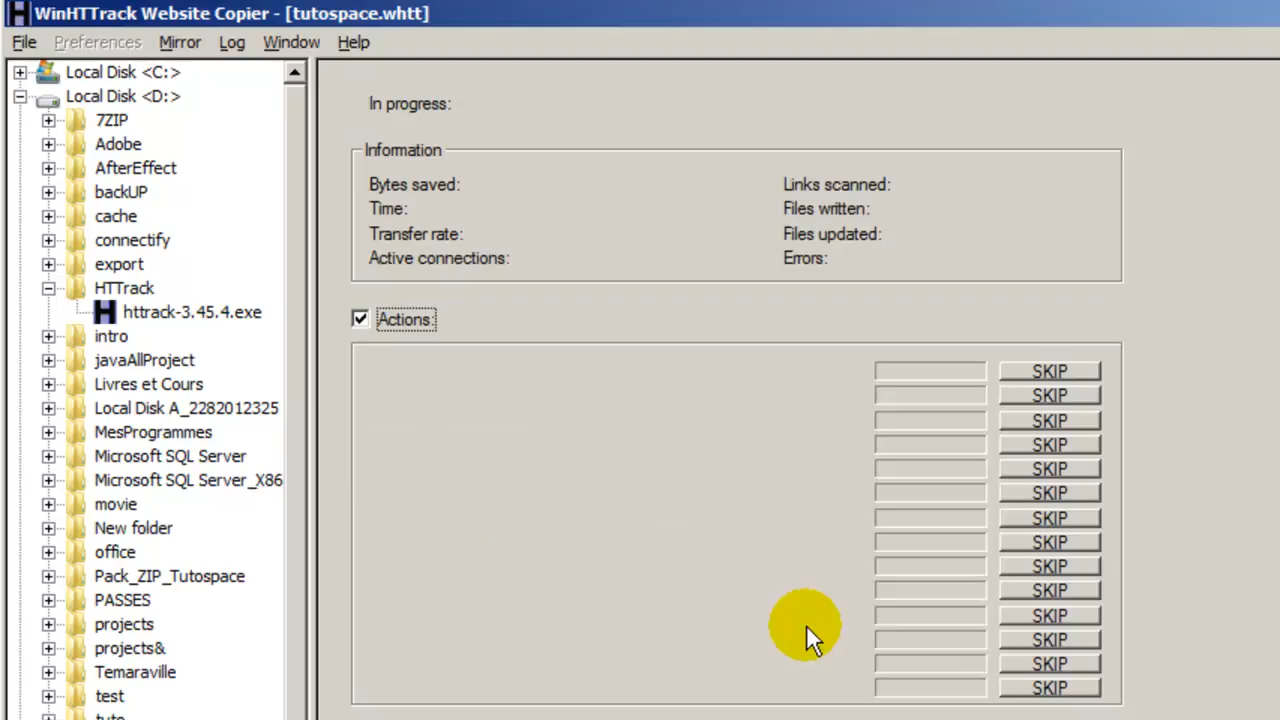 WinHTTrack Website Copier - [tutospace.whtt]
File Preferences Mirror Log Window Help
Local Disk <C:>
Local Disk <D:>
7ZIP
Adobe
AfterEffect
backUP
cache
connectify
export
HTTrack
httrack-3.45.4.exe
intro
javaAllProject
Livres et Cours
Local Disk A_2282012325
MesProgrammes
Microsoft SQL Server
Microsoft SQL Server_X86
movie
New folder
office
Pack_ZIP_Tutospace
PASSES
projects
projects&
Temaraville
test
tuto
In progress:
Information
Bytes saved: Links scanned:
Time: Files written:
Transfer rate: Files updated:
Active connections: Errors:
Actions:
SKIP
SKIP
SKIP
SKIP
SKIP
SKIP
SKIP
SKIP
SKIP
SKIP
SKIP
SKIP
SKIP
SKIP